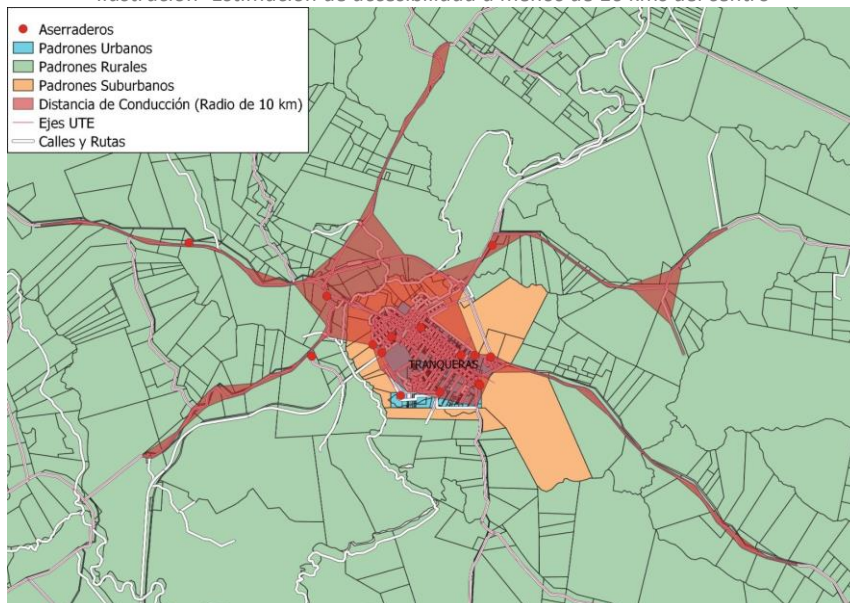 Aserraderos
Padrones Urbanos
Padrones Rurales
Padrones Suburbanos
Distancia de Conducción (Radio de 10 km)
Ejes UTE
Calles y Rutas
TRANQUERAS